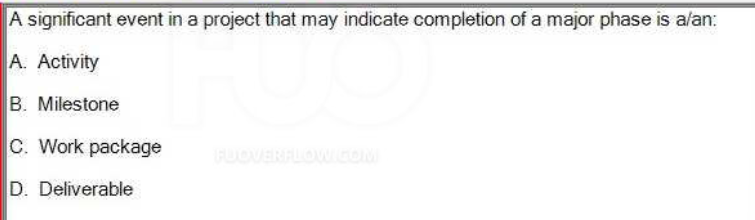 A significant event in a project that may indicate completion of a major phase is a/an:
A. Activity
B. Milestone
C. Work package
FUOVERFLOW.COM
D. Deliverable